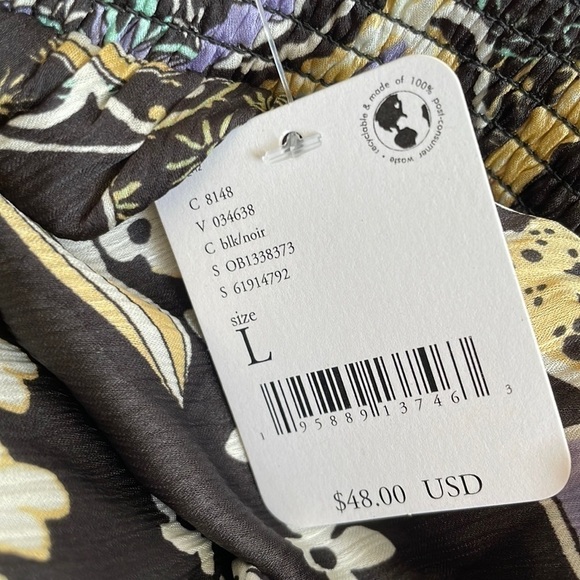 recyclable & made of 100% post-consumer waste •
C 8148
V 034638
C blk/noir
S OB1338373
S 61914792
size
L
1 95889 13746 3
$48.00 USD